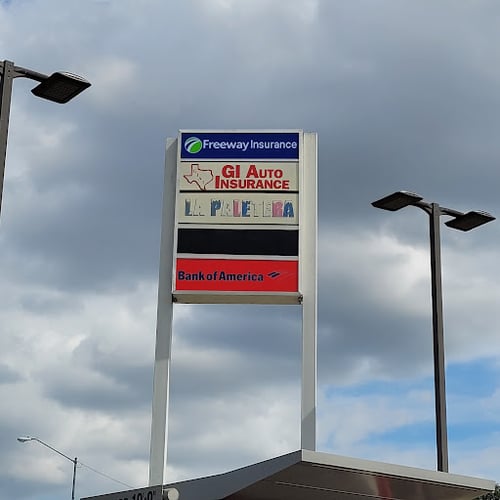 Freeway Insurance
GI AUTO
INSURANCE
LA PALETERA
Bank of America